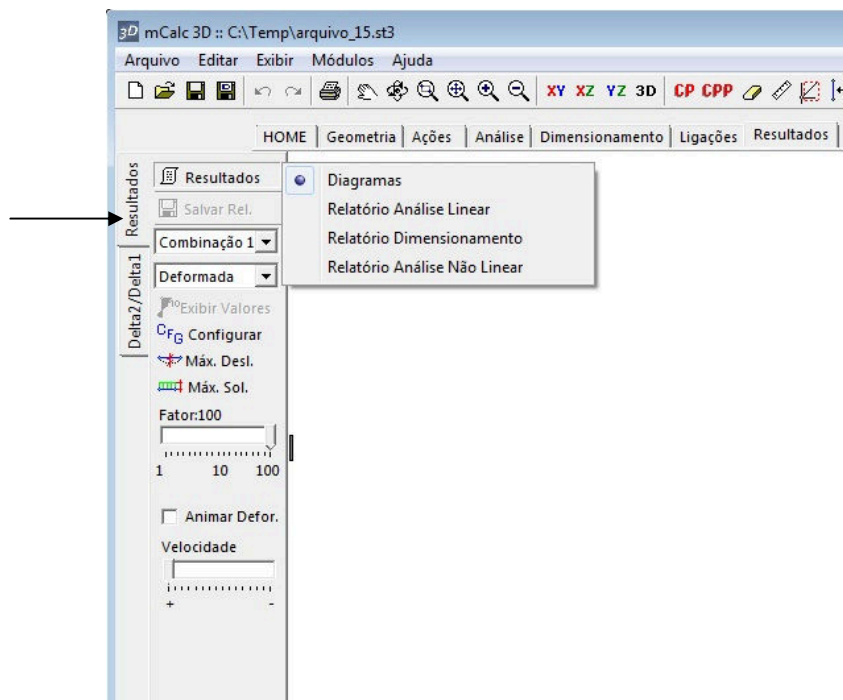 3D mCalc 3D :: C:\Temp\arquivo_15.st3
Arquivo Editar Exibir Módulos Ajuda
XY XZ YZ 3D CP CPP
HOME Geometria Ações Análise Dimensionamento Ligações Resultados
Resultados
Delta2/Delta1
Resultados
Salvar Rel.
Combinação 1
Deformada
Exibir Valores
CFG Configurar
Máx. Desl.
Máx. Sol.
Fator:100
1 10 100
Animar Defor.
Velocidade
+ -
Diagramas
Relatório Análise Linear
Relatório Dimensionamento
Relatório Análise Não Linear